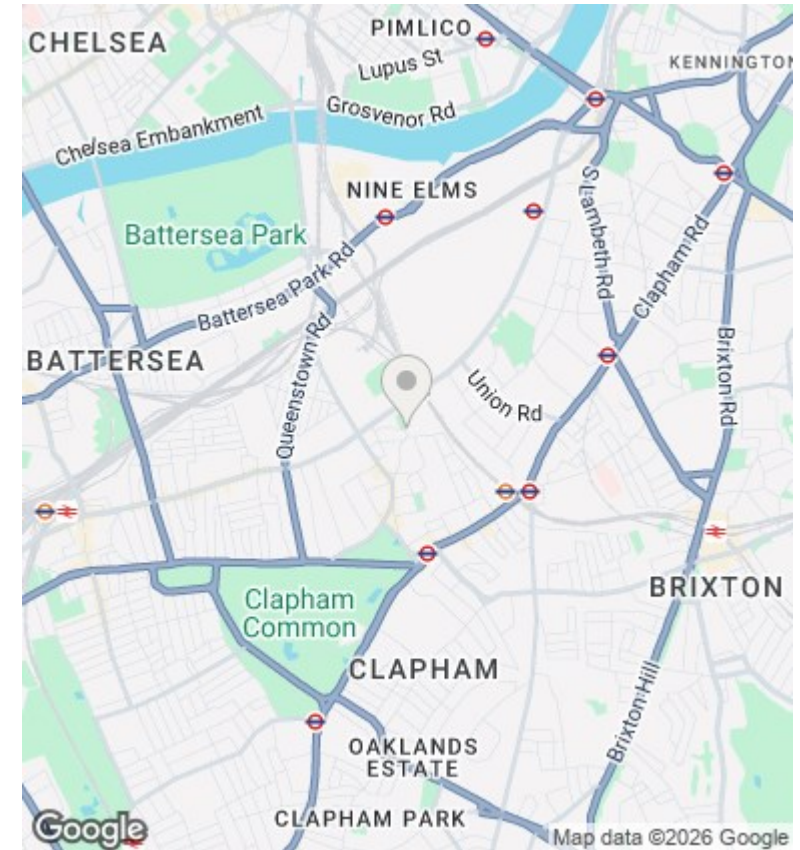 CHELSEA
PIMLICO
Lupus St
KENNINGTON
Grosvenor Rd
Chelsea Embankment
NINE ELMS
S Lambeth Rd
Battersea Park
Clapham Rd
Battersea Park Rd
BATTERSEA
Queenstown Rd
Union Rd
Brixton Rd
Clapham
Common
BRIXTON
CLAPHAM
Brixton Hill
OAKLANDS
ESTATE
CLAPHAM PARK
Google
Map data ©2026 Google